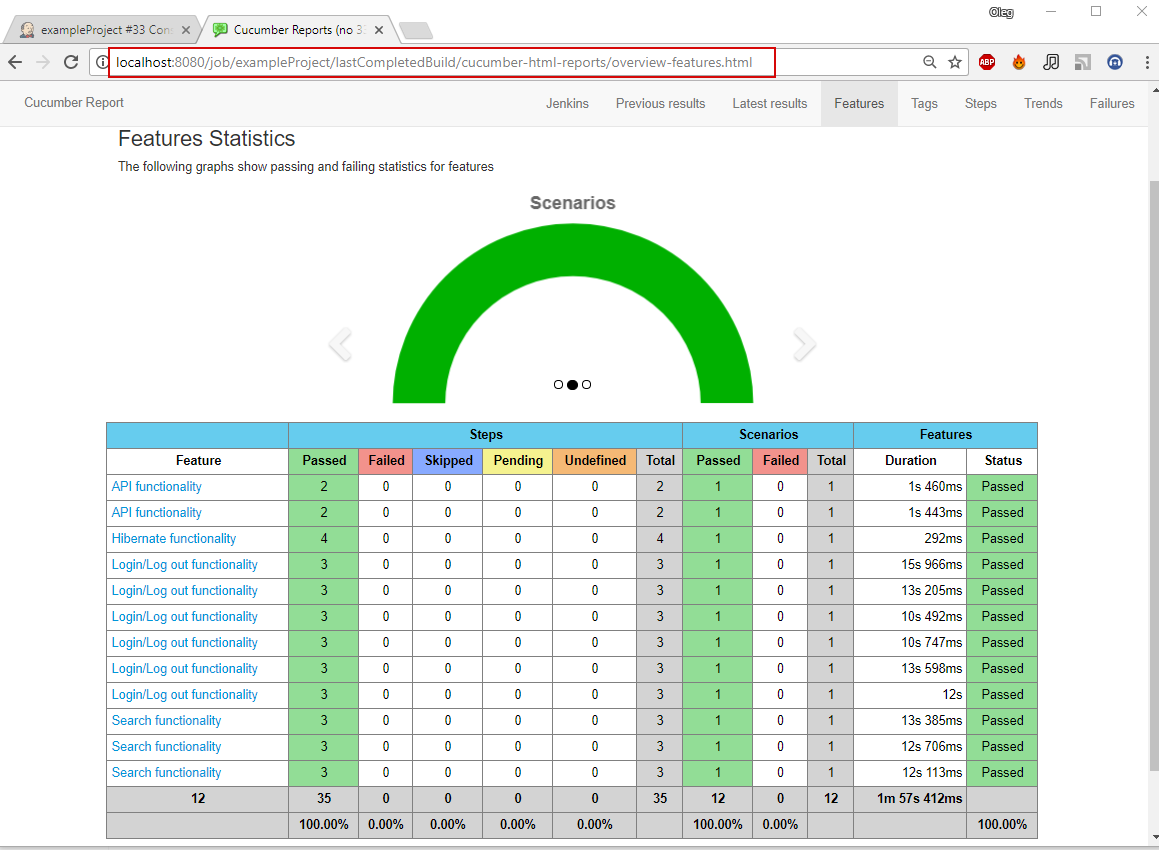 Oleg
exampleProject #33 Con
Cucumber Reports (no 3
localhost:8080/job/exampleProject/lastCompletedBuild/cucumber-html-reports/overview-features.html
ABP
Cucumber Report Jenkins Previous results Latest results Features Tags Steps Trends Failures
Features Statistics
The following graphs show passing and failing statistics for features
Scenarios
Steps Scenarios Features
Feature Passed Failed Skipped Pending Undefined Total Passed Failed Total Duration Status
API functionality 2 0 0 0 0 2 1 0 1 1s 460ms Passed
API functionality 2 0 0 0 0 2 1 0 1 1s 443ms Passed
Hibernate functionality 4 0 0 0 0 4 1 0 1 292ms Passed
Login/Log out functionality 3 0 0 0 0 3 1 0 1 15s 966ms Passed
Login/Log out functionality 3 0 0 0 0 3 1 0 1 13s 205ms Passed
Login/Log out functionality 3 0 0 0 0 3 1 0 1 10s 492ms Passed
Login/Log out functionality 3 0 0 0 0 3 1 0 1 10s 747ms Passed
Login/Log out functionality 3 0 0 0 0 3 1 0 1 13s 598ms Passed
Login/Log out functionality 3 0 0 0 0 3 1 0 1 12s Passed
Search functionality 3 0 0 0 0 3 1 0 1 13s 385ms Passed
Search functionality 3 0 0 0 0 3 1 0 1 12s 706ms Passed
Search functionality 3 0 0 0 0 3 1 0 1 12s 113ms Passed
12 35 0 0 0 0 35 12 0 12 1m 57s 412ms
100.00% 0.00% 0.00% 0.00% 0.00% 100.00% 0.00% 100.00%